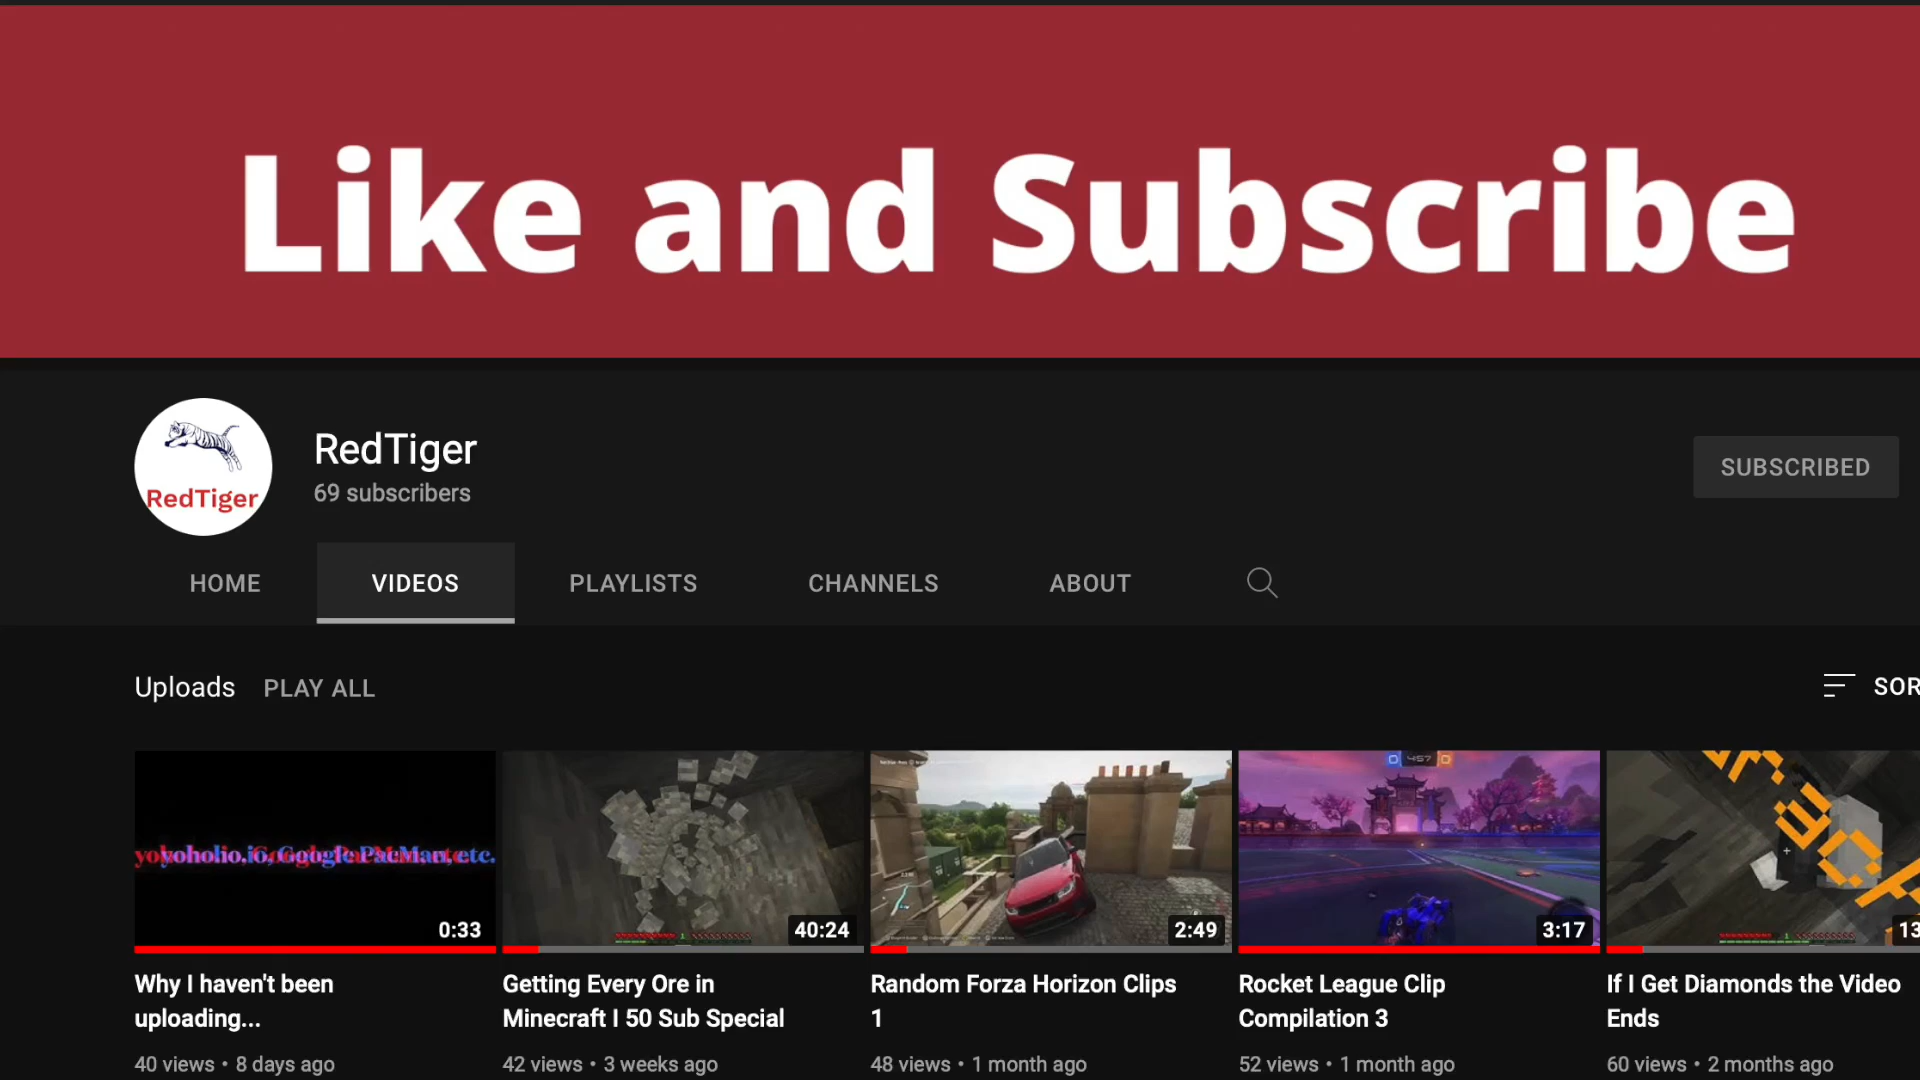 Like and Subscribe
RedTiger
RedTiger
69 subscribers
SUBSCRIBED
HOME VIDEOS PLAYLISTS CHANNELS ABOUT
Uploads PLAY ALL
SOR
0:33 40:24 2:49 3:17 13
Why I haven't been
uploading...
40 views • 8 days ago
Getting Every Ore in
Minecraft I 50 Sub Special
42 views • 3 weeks ago
Random Forza Horizon Clips
1
48 views • 1 month ago
Rocket League Clip
Compilation 3
52 views • 1 month ago
If I Get Diamonds the Video
Ends
60 views • 2 months ago